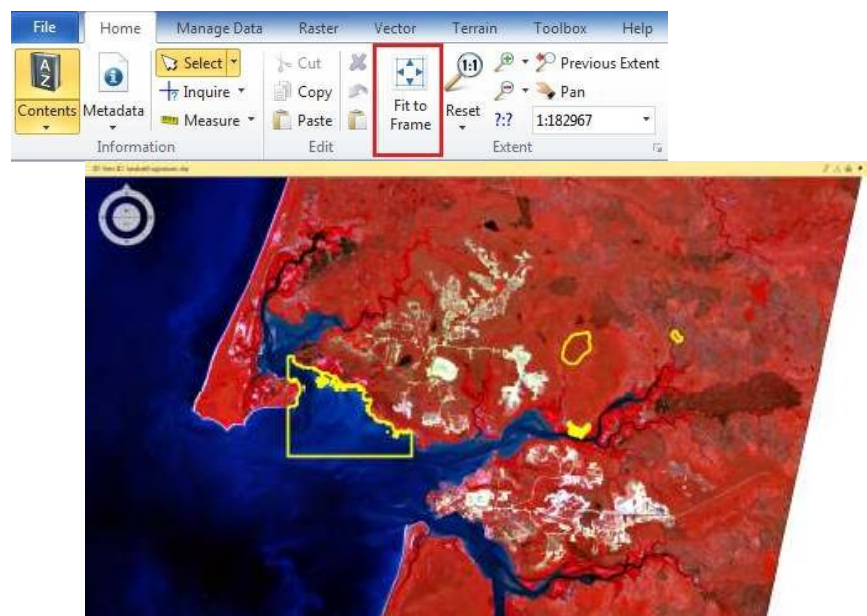 File Home Manage Data Raster Vector Terrain Toolbox Help
A Z Select Cut 1:1 Previous Extent
Inquire Copy Pan
Contents Metadata Measure Paste Fit to Frame Reset ?:? 1:182967
Information Edit Extent